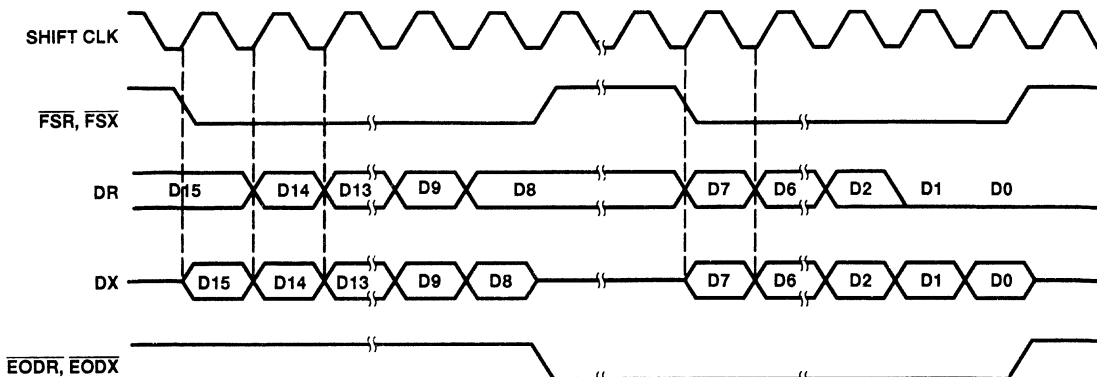 SHIFT CLK
FSR, FSX
DR D15 D14 D13 D9 D8 D7 D6 D2 D1 D0
DX D15 D14 D13 D9 D8 D7 D6 D2 D1 D0
EODR, EODX